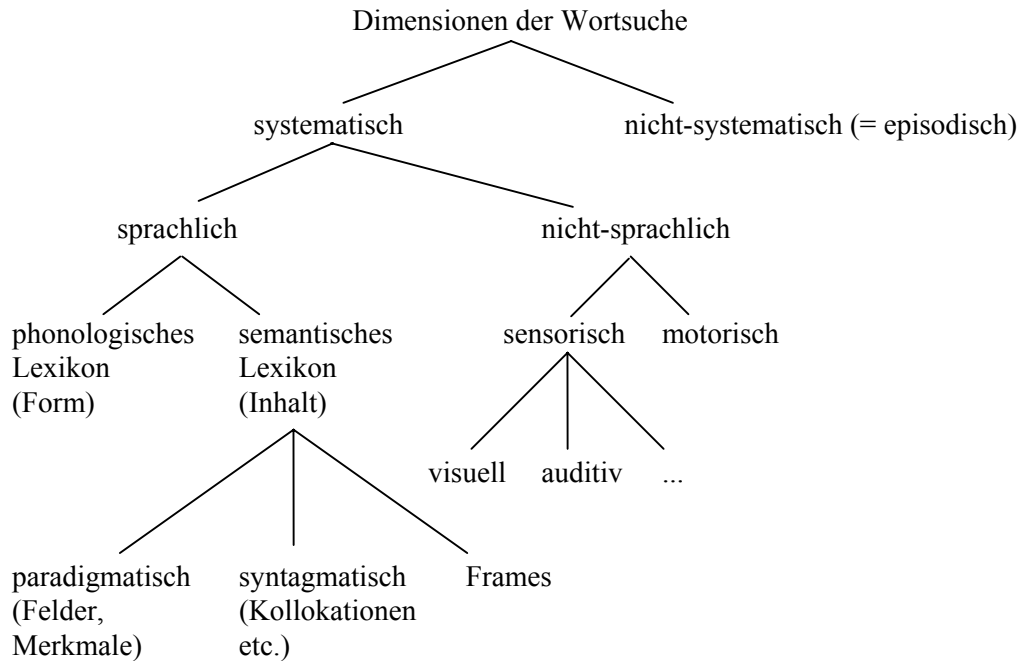 Dimensionen der Wortsuche
systematisch
nicht-systematisch (= episodisch)
sprachlich
nicht-sprachlich
phonologisches
Lexikon
(Form)
semantisches
Lexikon
(Inhalt)
sensorisch
motorisch
visuell
auditiv
...
paradigmatisch
(Felder,
Merkmale)
syntagmatisch
(Kollokationen
etc.)
Frames